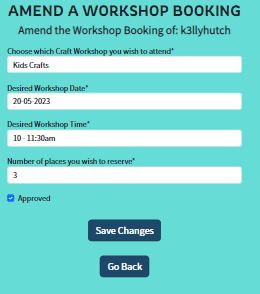 AMEND A WORKSHOP BOOKING
Amend the Workshop Booking of: k3llyhutch
Choose which Craft Workshop you wish to attend*
Kids Crafts
Desired Workshop Date*
20-05-2023
Desired Workshop Time*
10 - 11:30am
Number of places you wish to reserve*
3
Approved
Save Changes
Go Back